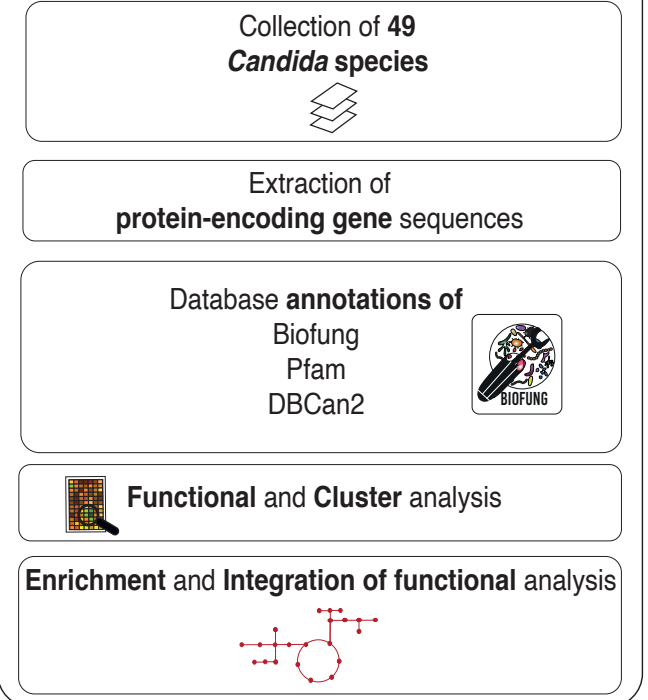 Collection of 49
Candida species
Extraction of
protein-encoding gene sequences
Database annotations of
Biofung
Pfam
DBCan2
BIOFUNG
Functional and Cluster analysis
Enrichment and Integration of functional analysis